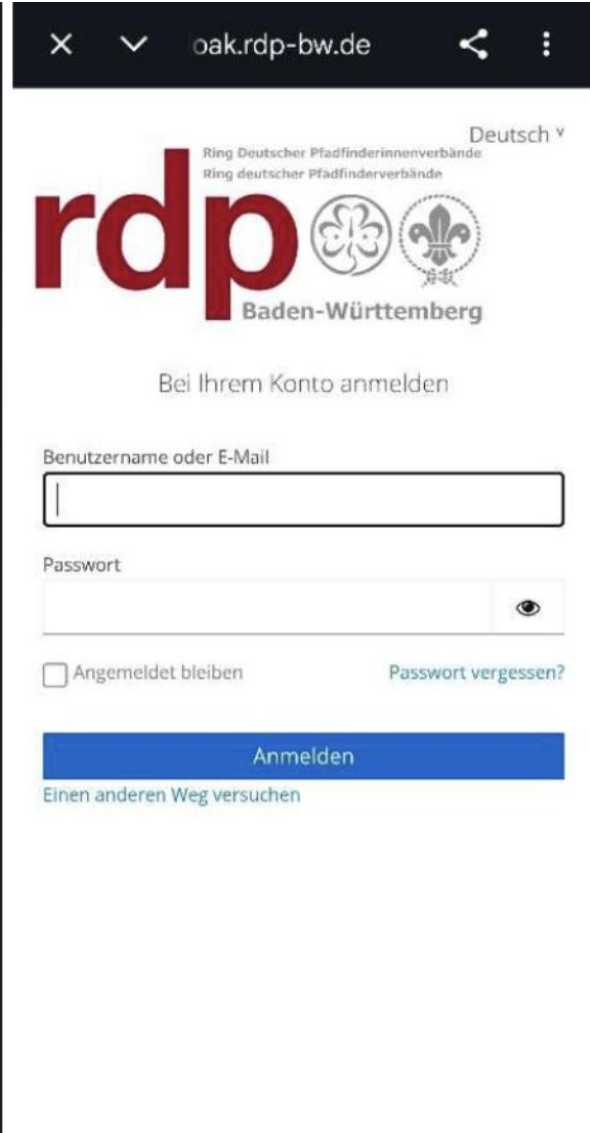 oak.rdp-bw.de
Deutsch
Ring Deutscher Pfadfinderinnenverbände
Ring deutscher Pfadfinderverbände
rdp
Baden-Württemberg
Bei Ihrem Konto anmelden
Benutzername oder E-Mail
Passwort
Angemeldet bleiben Passwort vergessen?
Anmelden
Einen anderen Weg versuchen